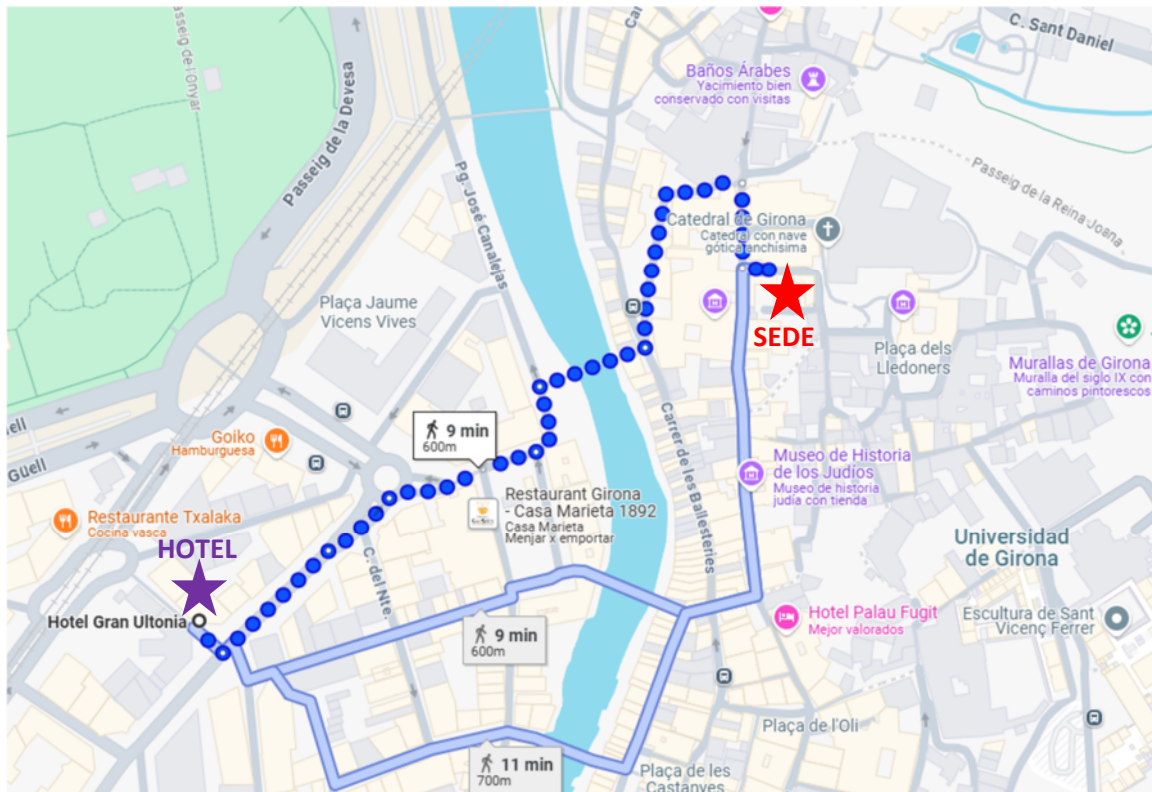 C. Sant Daniel
Passeig de l'Onyar
Passeig de la Devesa
Baños Árabes
Yacimiento bien
conservado con visitas
Pg. José Canalejas
Passeig de la Reina Joana
Catedral de Girona
Catedral con nave
gótica anchísima
Plaça Jaume
Vicens Vives
SEDE
Plaça dels
Lledoners
Murallas de Girona
Muralla del siglo IX con
caminos pintorescos
Güell
Goiko
Hamburguesa
9 min
600m
Carrer de les Ballesteries
Museo de Historia
de los Judíos
Museo de historia
judía con tienda
Restaurant Girona
- Casa Marieta 1892
Casa Marieta
Menjar x emportar
Restaurante Txalaka
Cocina vasca
HOTEL
C. del Nte.
Universidad
de Girona
Hotel Gran Ultonia
9 min
600m
Hotel Palau Fugit
Mejor valorados
Escultura de Sant
Vicenç Ferrer
Plaça de l'Oli
11 min
700m
Plaça de les
Castanyes